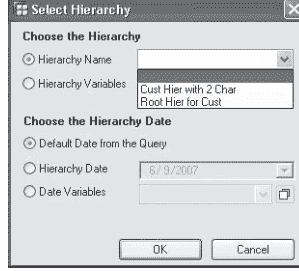 Select Hierarchy
Choose the Hierarchy
Hierarchy Name
Hierarchy Variables
Cust Hier with 2 Char
Root Hier for Cust
Choose the Hierarchy Date
Default Date from the Query
Hierarchy Date
6/ 9/2007
Date Variables
OK
Cancel